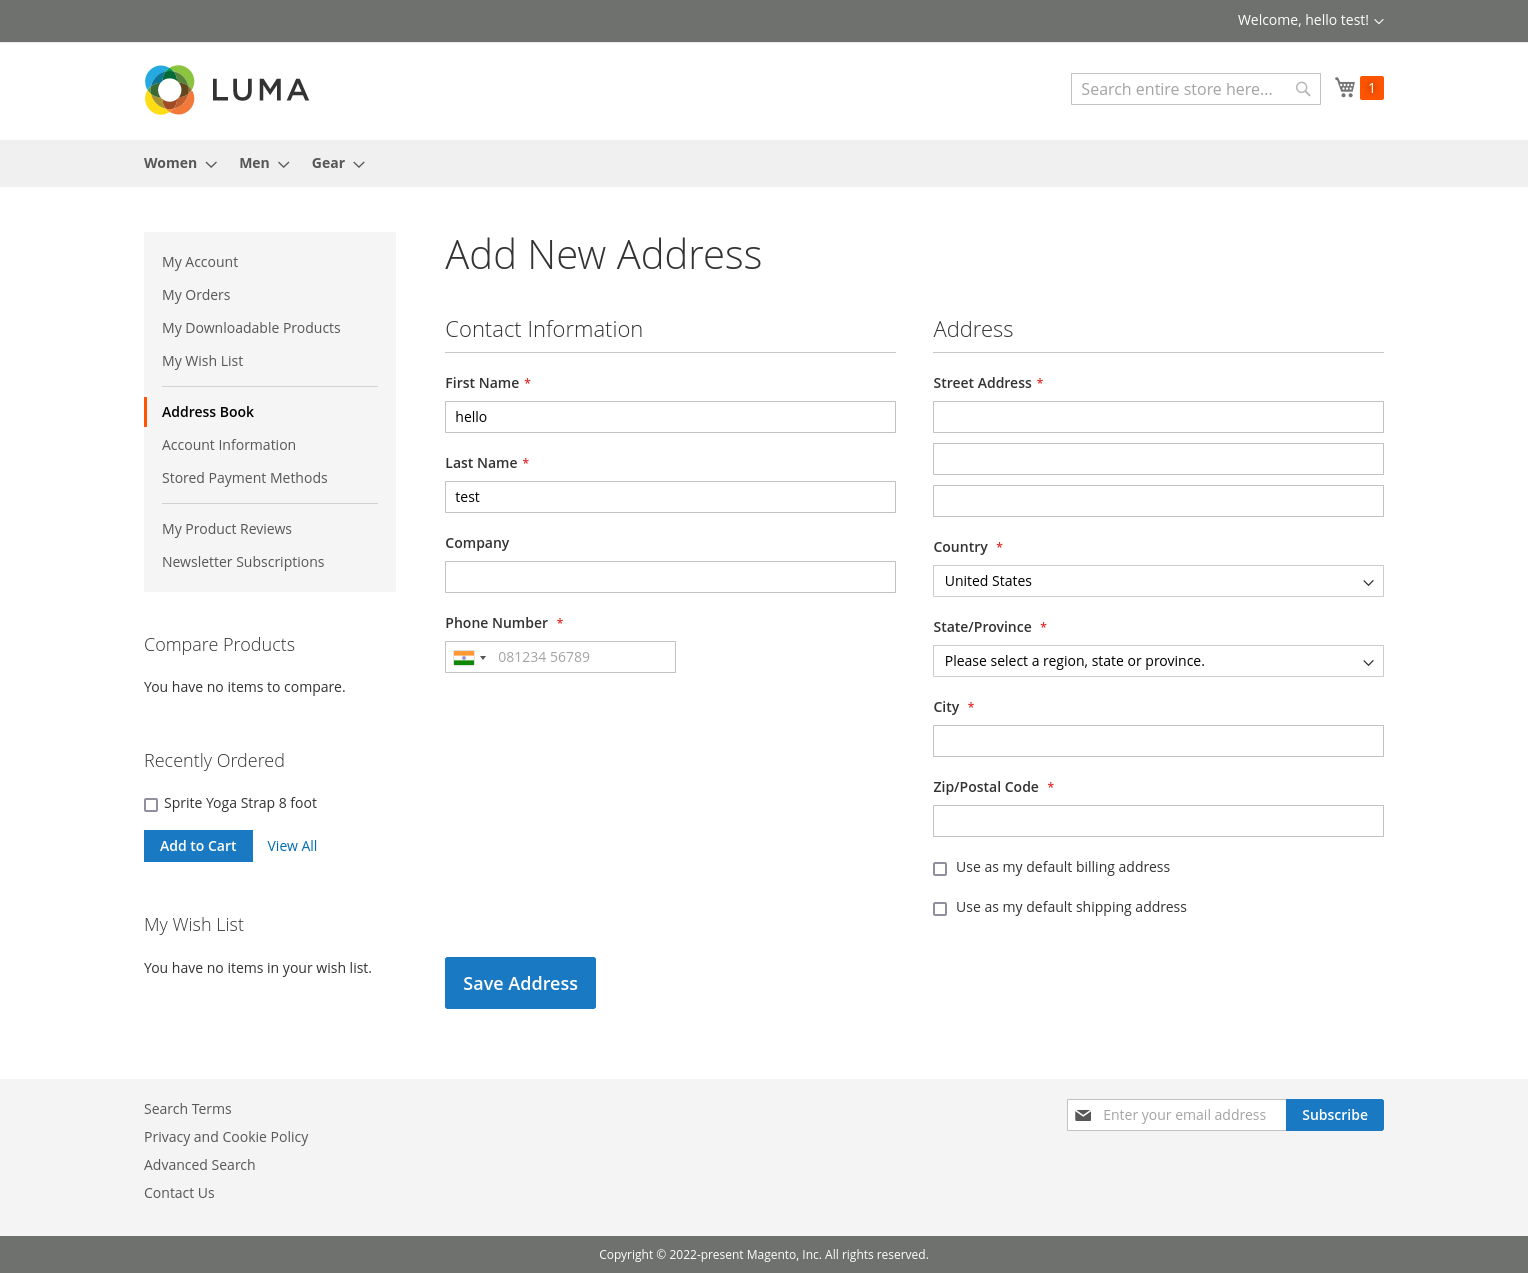 Welcome, hello test!
LUMA
Search entire store here...
1
Women
Men
Gear
My Account
My Orders
My Downloadable Products
My Wish List
Address Book
Account Information
Stored Payment Methods
My Product Reviews
Newsletter Subscriptions
Compare Products
You have no items to compare.
Recently Ordered
Sprite Yoga Strap 8 foot
Add to Cart
View All
My Wish List
You have no items in your wish list.
Add New Address
Contact Information
First Name *
hello
Last Name *
test
Company
Phone Number *
081234 56789
Address
Street Address *
Country *
United States
State/Province *
Please select a region, state or province.
City *
Zip/Postal Code *
Use as my default billing address
Use as my default shipping address
Save Address
Search Terms
Privacy and Cookie Policy
Advanced Search
Contact Us
Enter your email address
Subscribe
Copyright © 2022-present Magento, Inc. All rights reserved.